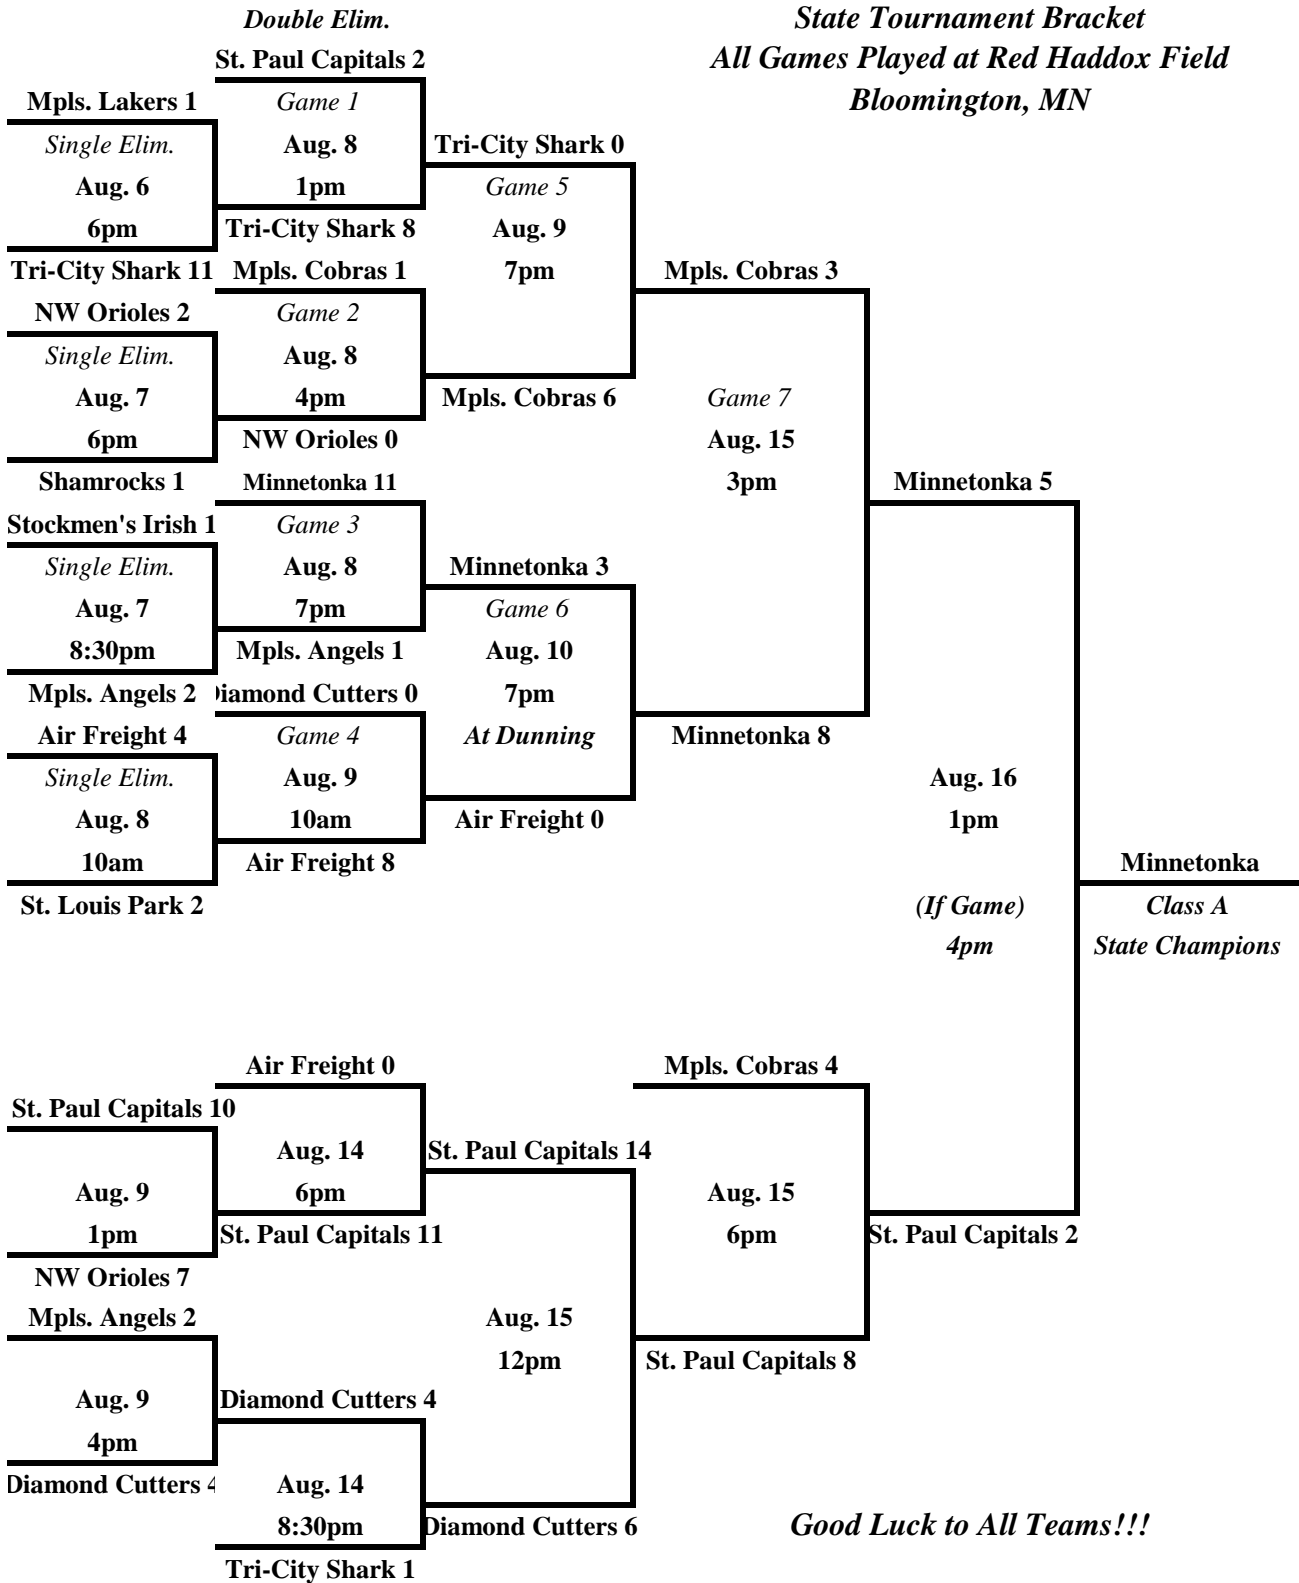 Double Elim.
State Tournament Bracket
All Games Played at Red Haddox Field
Bloomington, MN
St. Paul Capitals 2
Mpls. Lakers 1
Game 1
Single Elim.
Aug. 8
Tri-City Shark 0
Aug. 6
1pm
Game 5
6pm
Tri-City Shark 8
Aug. 9
Tri-City Shark 11
Mpls. Cobras 1
7pm
Mpls. Cobras 3
NW Orioles 2
Game 2
Single Elim.
Aug. 8
Aug. 7
4pm
Mpls. Cobras 6
Game 7
6pm
NW Orioles 0
Aug. 15
Shamrocks 1
Minnetonka 11
3pm
Minnetonka 5
Stockmen's Irish 1
Game 3
Single Elim.
Aug. 8
Minnetonka 3
Aug. 7
7pm
Game 6
8:30pm
Mpls. Angels 1
Aug. 10
Mpls. Angels 2
Diamond Cutters 0
7pm
Air Freight 4
Game 4
At Dunning
Minnetonka 8
Single Elim.
Aug. 9
Aug. 16
Aug. 8
10am
Air Freight 0
1pm
10am
Air Freight 8
Minnetonka
St. Louis Park 2
(If Game)
Class A
4pm
State Champions
Air Freight 0
Mpls. Cobras 4
St. Paul Capitals 10
Aug. 14
St. Paul Capitals 14
Aug. 9
6pm
Aug. 15
1pm
St. Paul Capitals 11
6pm
St. Paul Capitals 2
NW Orioles 7
Mpls. Angels 2
Aug. 15
12pm
St. Paul Capitals 8
Aug. 9
Diamond Cutters 4
4pm
Diamond Cutters 4
Aug. 14
8:30pm
Diamond Cutters 6
Good Luck to All Teams!!!
Tri-City Shark 1